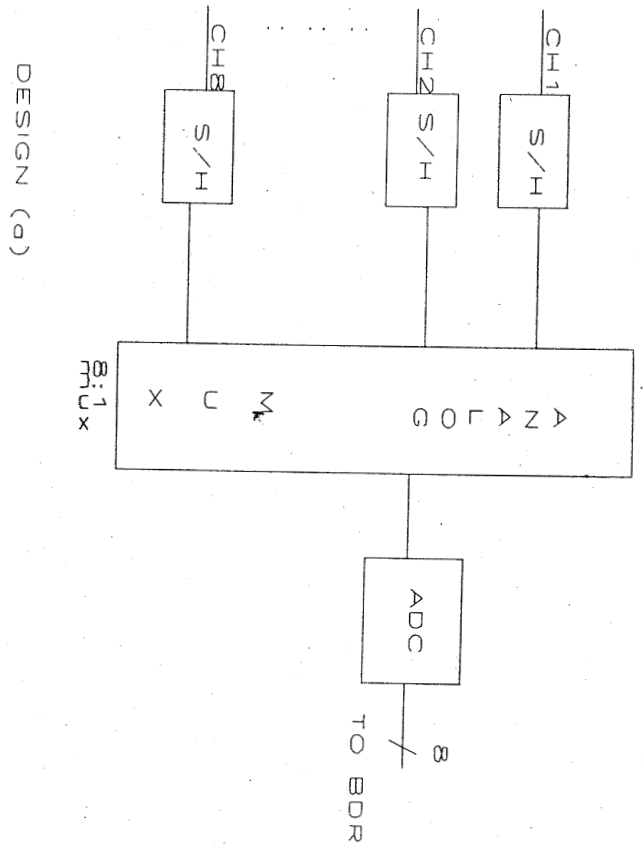 CH1
S/H
CH2
S/H
. . . . .
CH8
S/H
ANALOG
MUX
8:1
mux
ADC
8
TO BDR
DESIGN (a)